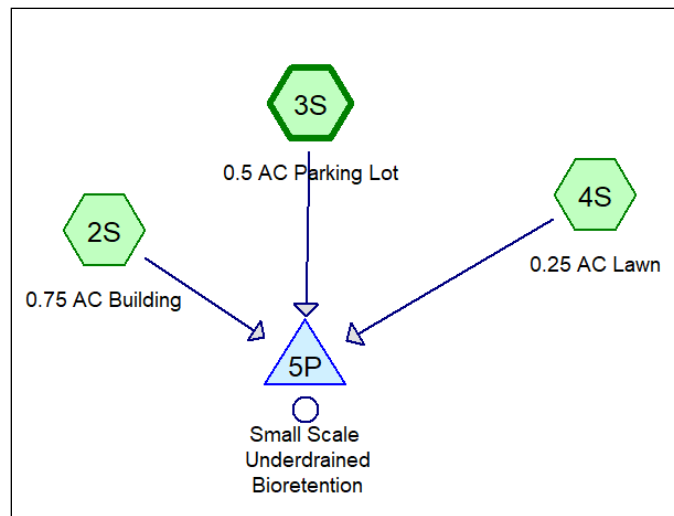 3S
0.5 AC Parking Lot
4S
0.25 AC Lawn
2S
0.75 AC Building
5P
Small Scale
Underdrained
Bioretention